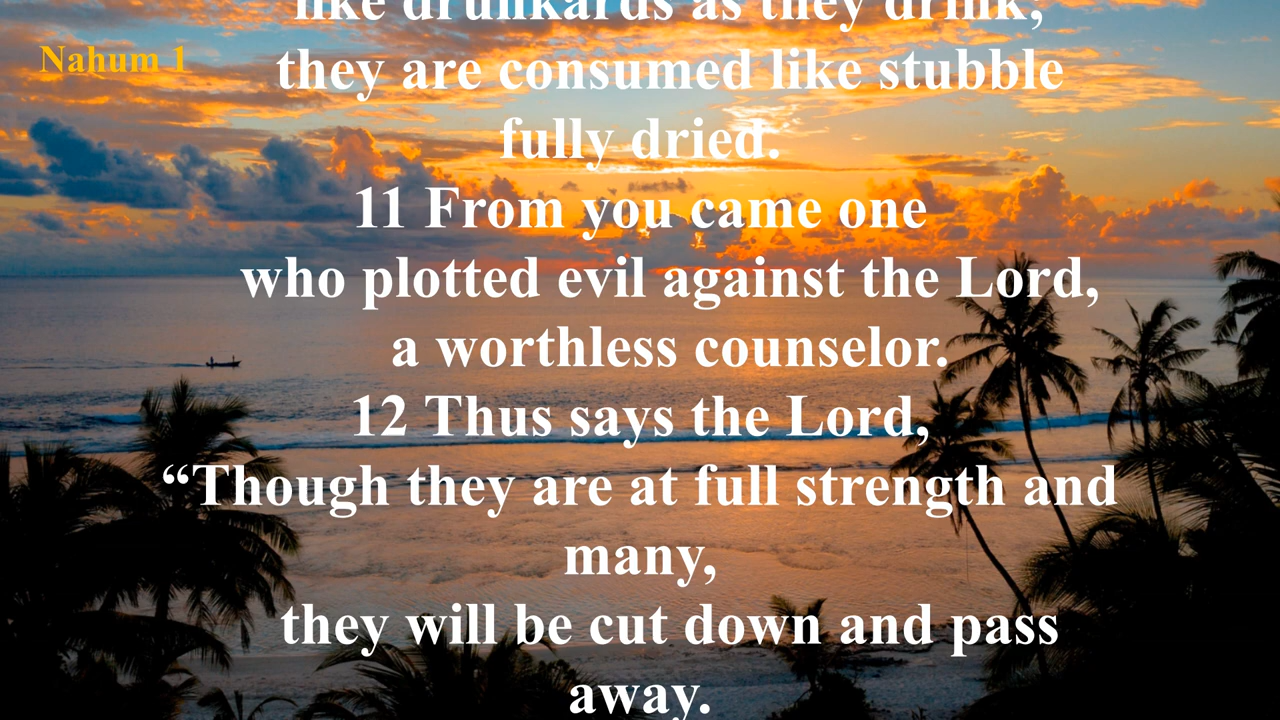 like drunkards as they drink;
Nahum 1
they are consumed like stubble
fully dried.
11 From you came one
who plotted evil against the Lord,
a worthless counselor.
12 Thus says the Lord,
“Though they are at full strength and
many,
they will be cut down and pass
away.